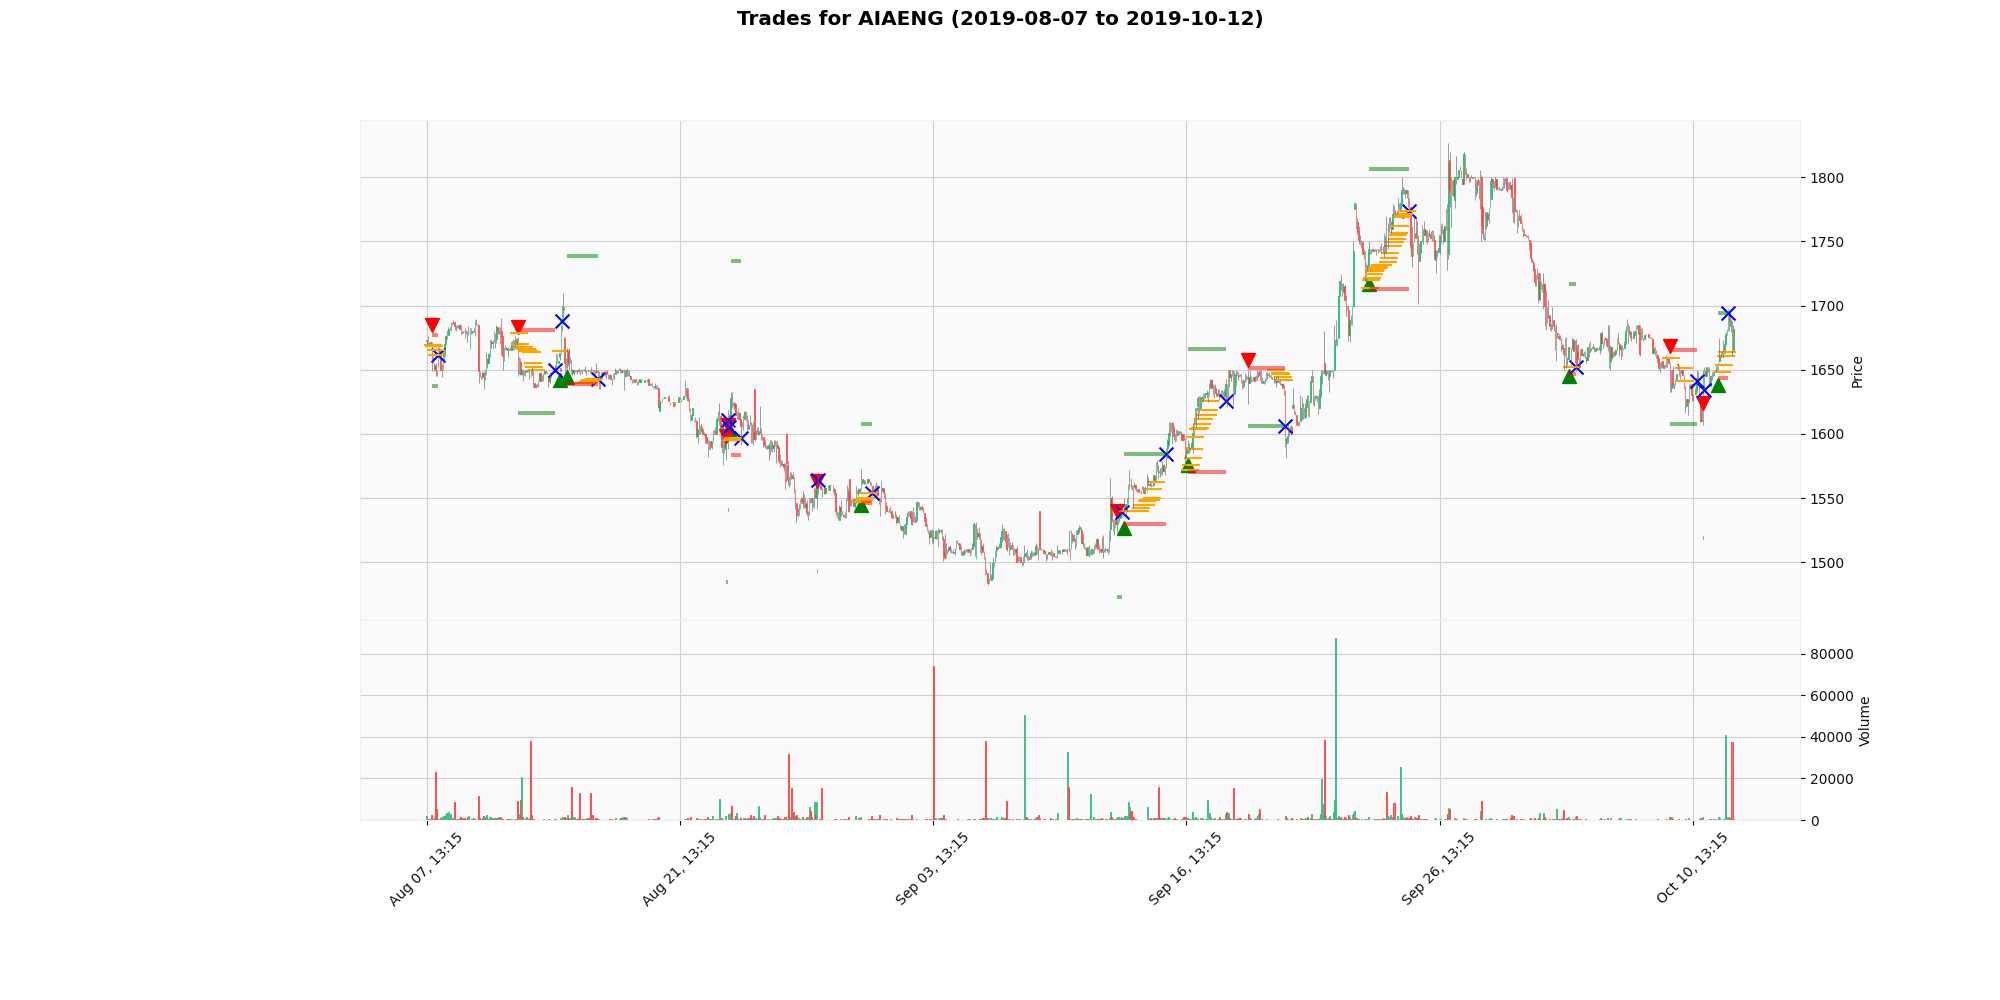 Trades for AIAENG (2019-08-07 to 2019-10-12)
1800
1750
1700
1650
1600
1550
1500
Price
80000
60000
40000
20000
0
Volume
Aug 07, 13:15
Aug 21, 13:15
Sep 03, 13:15
Sep 16, 13:15
Sep 26, 13:15
Oct 10, 13:15